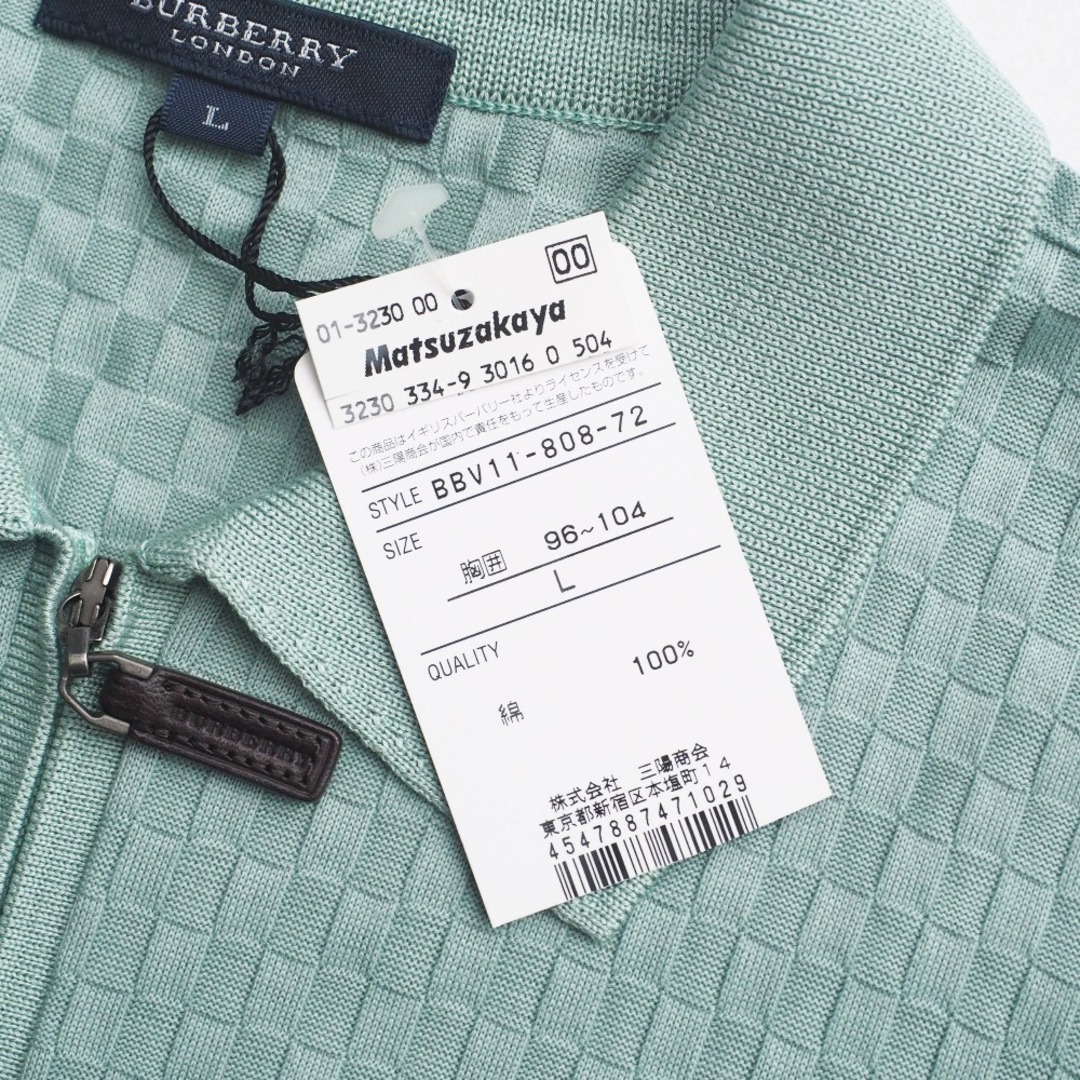 BURBERRY
LONDON
L
00
01-3230 00
Matsuzakaya
3230 334-9 3016 0 504
この商品はイギリスバーバリー社よりライセンスを受けて
(株)三陽商会が国内で責任をもって生産したものです。
STYLE BBV11-808-72
SIZE
胸囲 96~104
L
QUALITY
100%
綿
株式会社 三陽商会
東京都新宿区本塩町14
4547887471029
BURBERRY